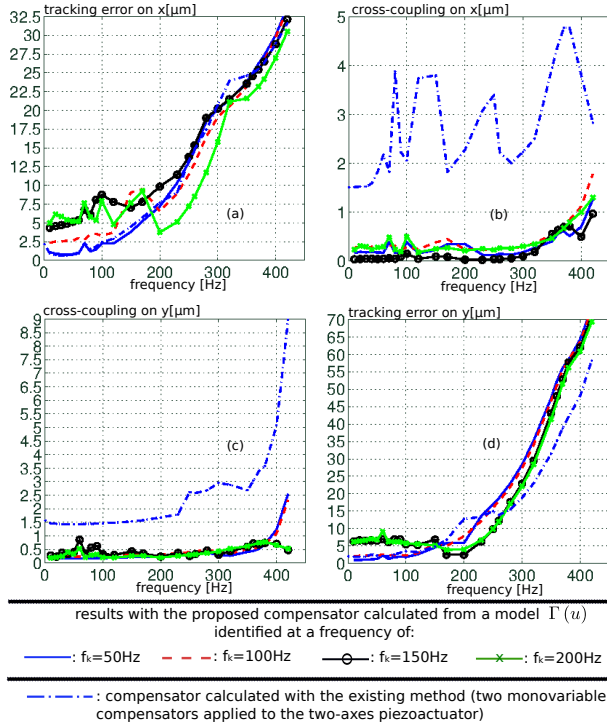 tracking error on x[µm]
32.5
30
27.5
25
22.5
20
17.5
15
12.5
10
7.5
5
2.5
0
(a)
0 100 200 300 400
frequency [Hz]
cross-coupling on x[µm]
5
4
3
2
1
0
(b)
0 100 200 300 400
frequency [Hz]
cross-coupling on y[µm]
9
8.5
8
7.5
7
6.5
6
5.5
5
4.5
4
3.5
3
2.5
2
1.5
1
0.5
0
(c)
0 100 200 300 400
frequency [Hz]
tracking error on y[µm]
70
65
60
55
50
45
40
35
30
25
20
15
10
5
0
(d)
0 100 200 300 400
frequency [Hz]
results with the proposed compensator calculated from a model Γ(u)
identified at a frequency of:
: fₖ=50Hz : fₖ=100Hz : fₖ=150Hz : fₖ=200Hz
: compensator calculated with the existing method (two monovariable
compensators applied to the two-axes piezoactuator)